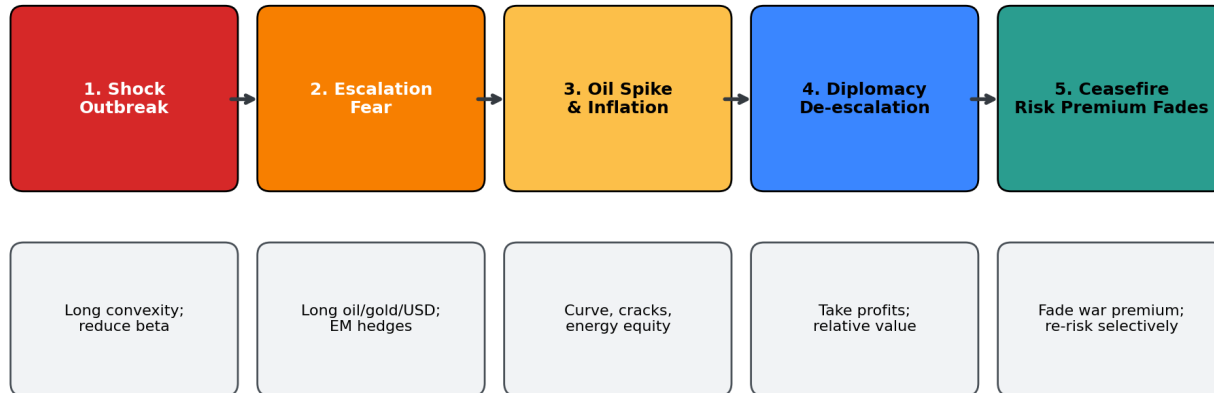 1. Shock
Outbreak
2. Escalation
Fear
3. Oil Spike
& Inflation
4. Diplomacy
De-escalation
5. Ceasefire
Risk Premium Fades
Long convexity;
reduce beta
Long oil/gold/USD;
EM hedges
Curve, cracks,
energy equity
Take profits;
relative value
Fade war premium;
re-risk selectively